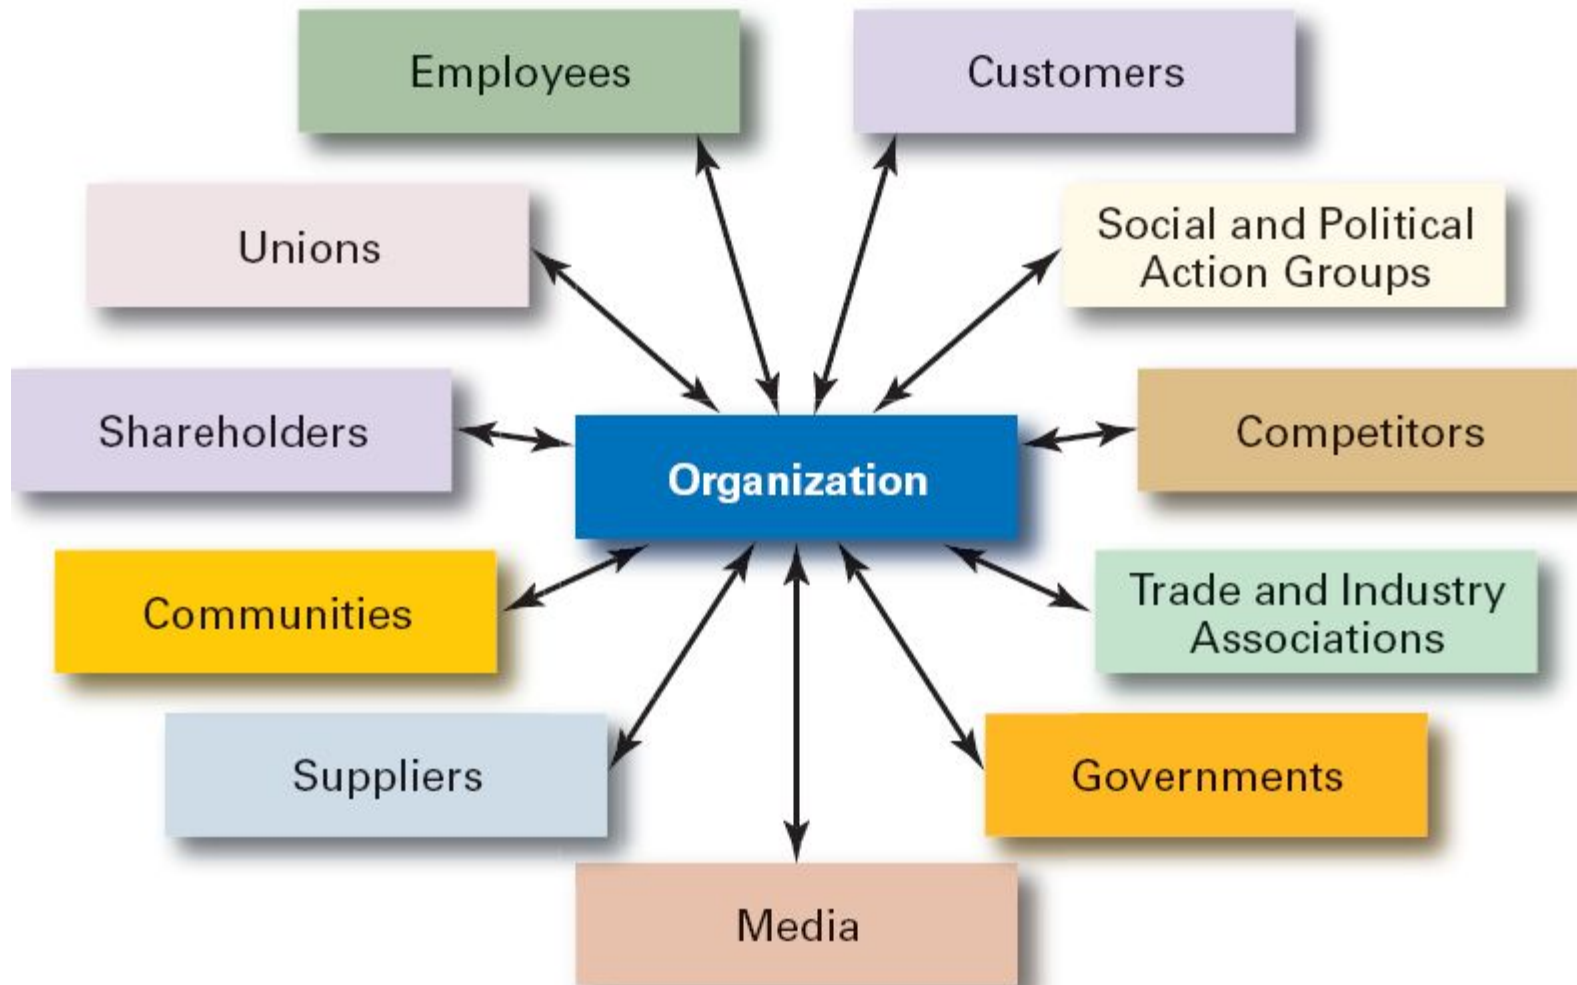 Employees
Customers
Unions
Social and Political
Action Groups
Shareholders
Competitors
Organization
Communities
Trade and Industry
Associations
Suppliers
Governments
Media